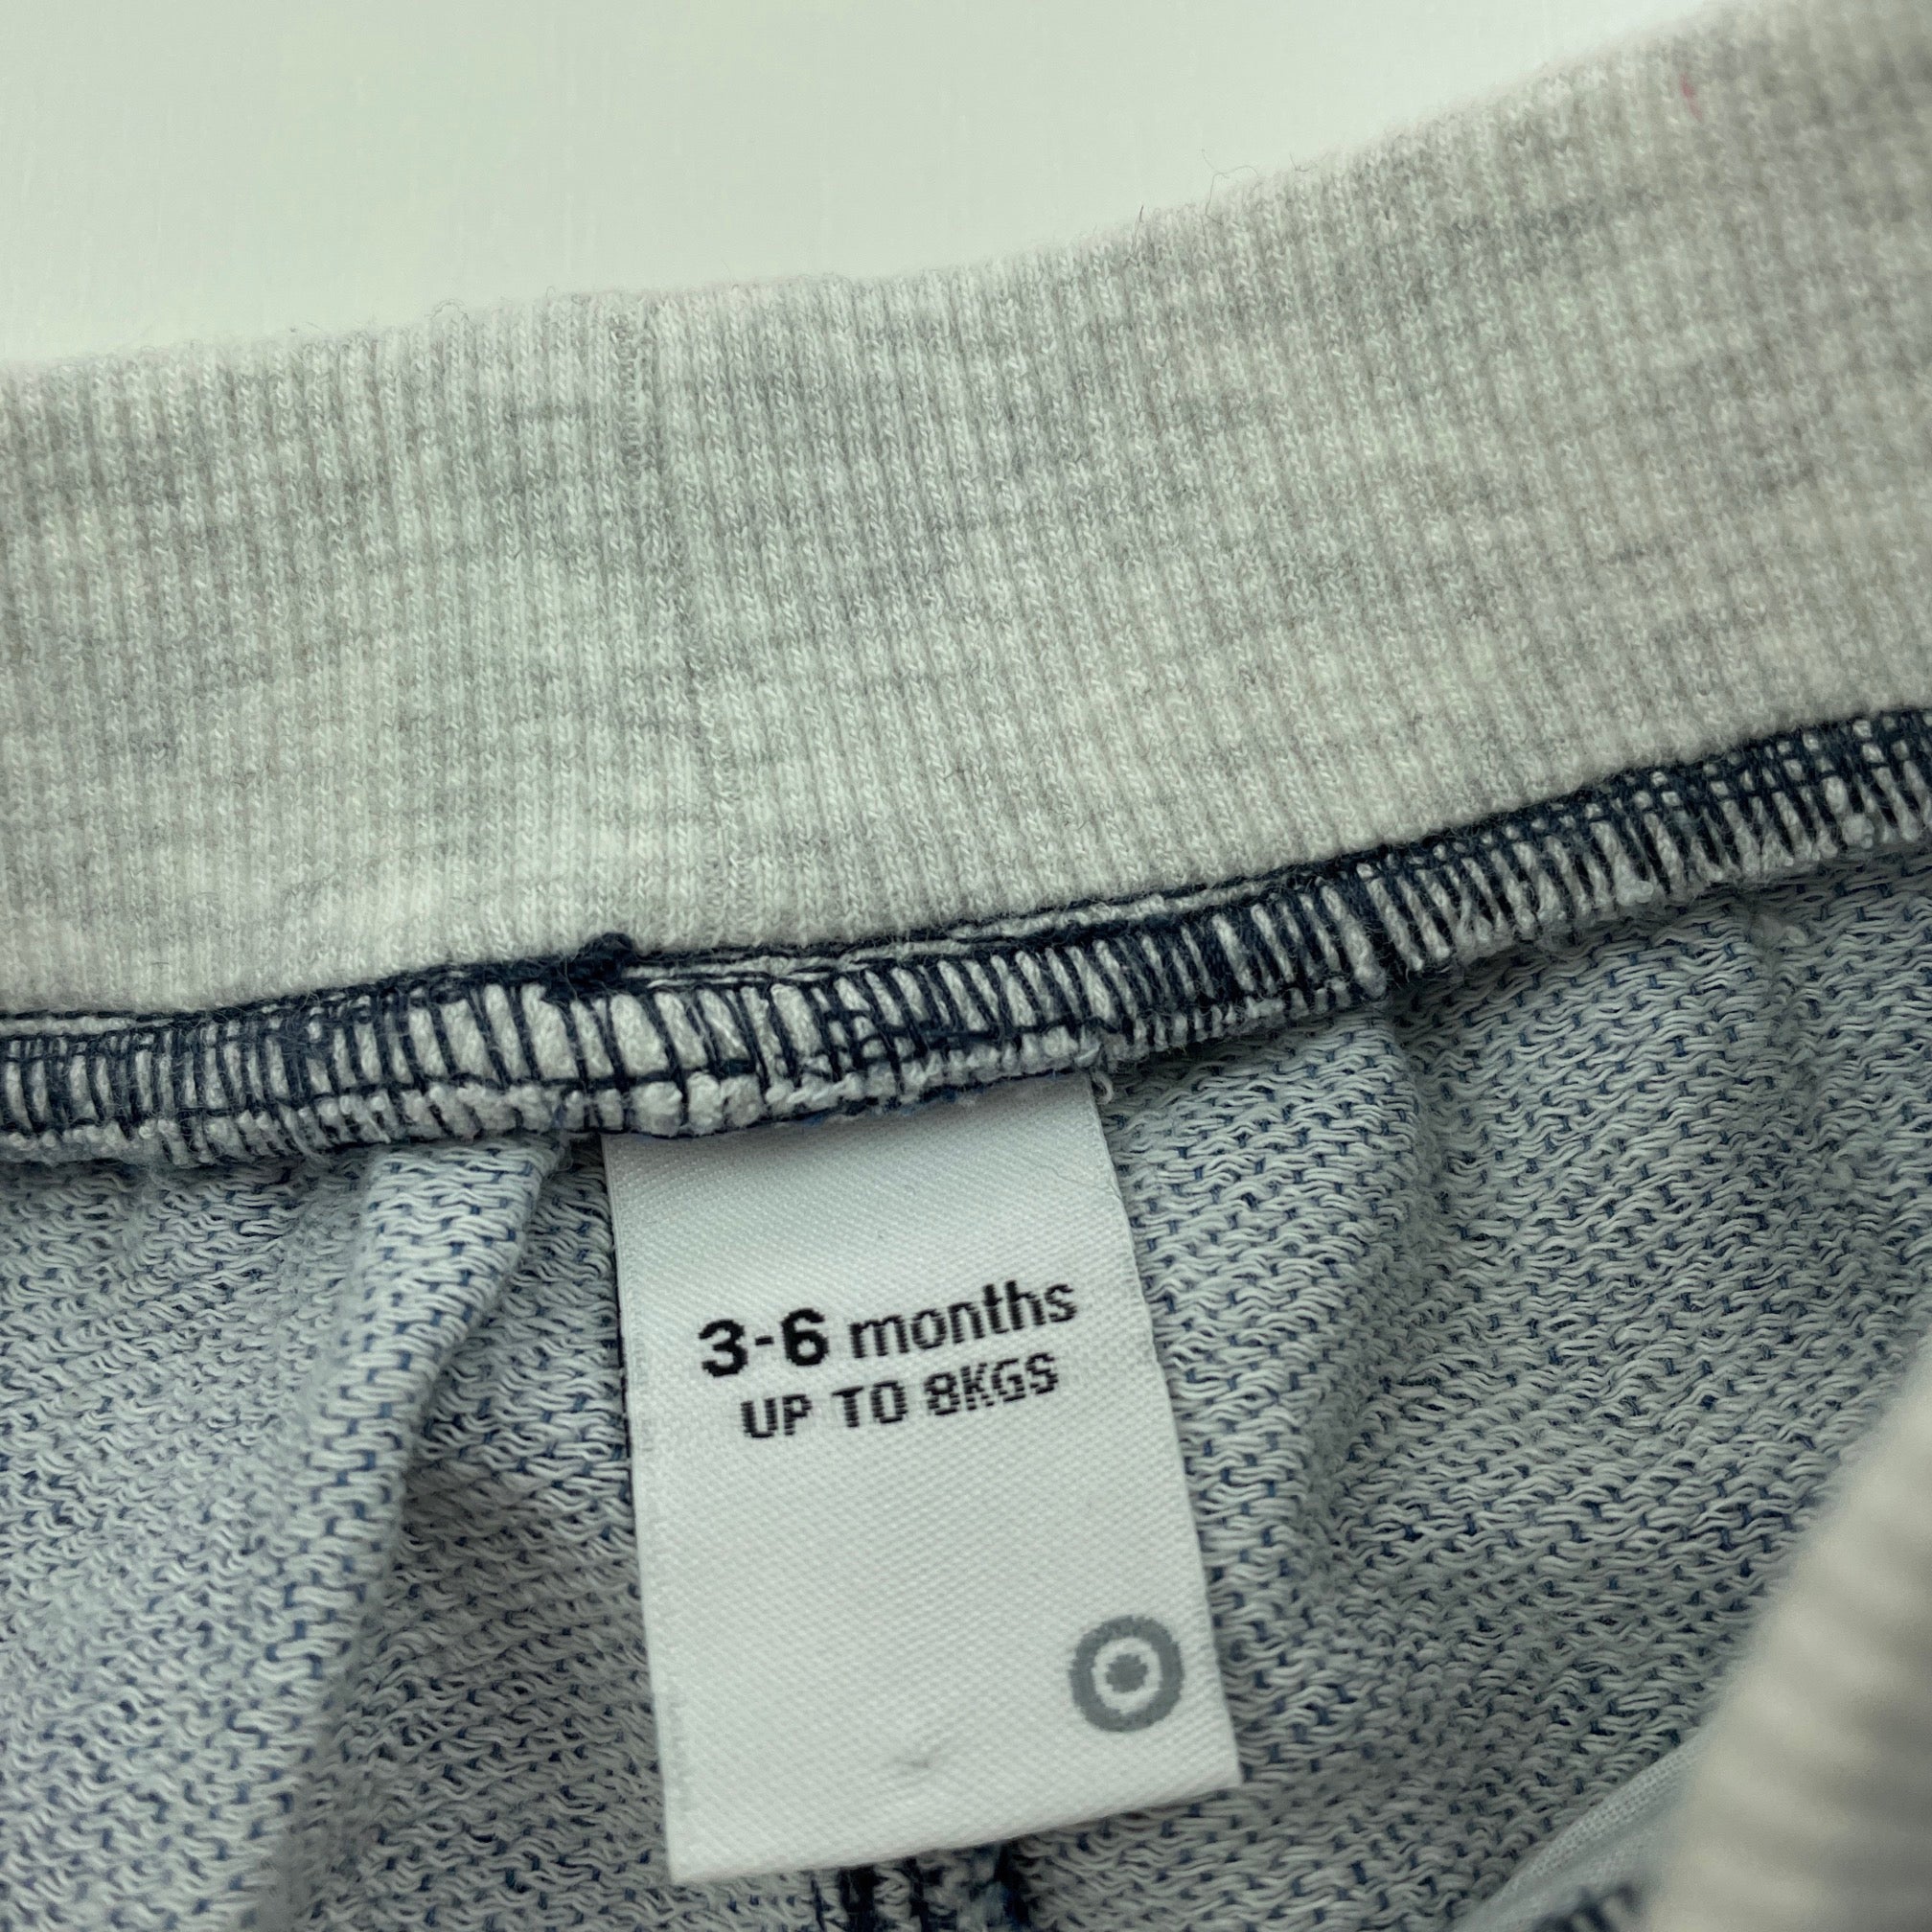 3-6 months
UP TO 8KGS